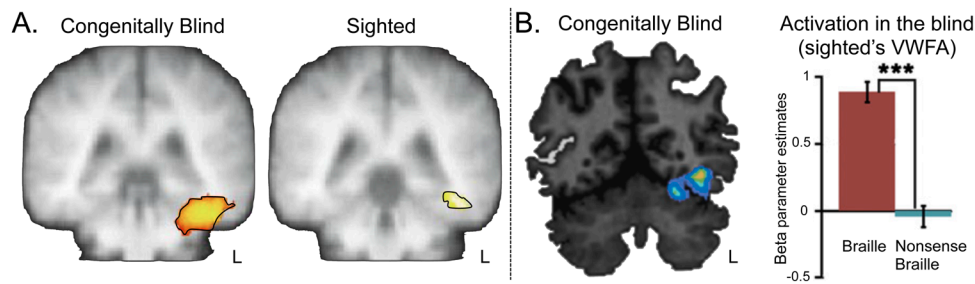 A.
Congenitally Blind
Sighted
L
L
B.
Congenitally Blind
L
Activation in the blind
(sighted's VWFA)
Beta parameter estimates
1
0.5
0
-0.5
***
Braille
Nonsense
Braille